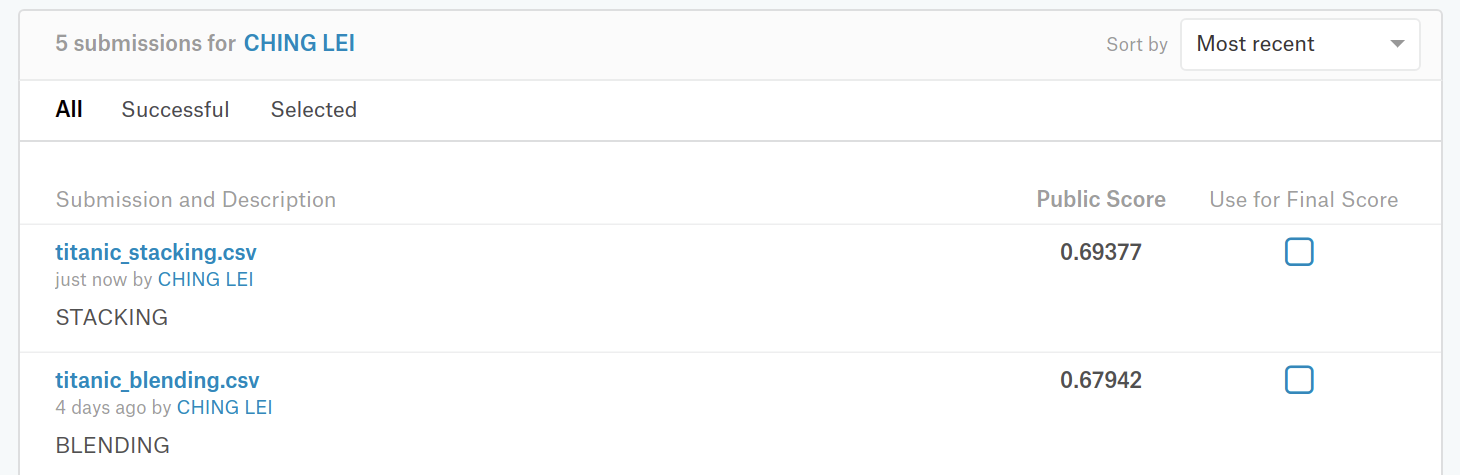 5 submissions for CHING LEI
Sort by Most recent
All Successful Selected
Submission and Description Public Score Use for Final Score
titanic_stacking.csv 0.69377
just now by CHING LEI
STACKING
titanic_blending.csv 0.67942
4 days ago by CHING LEI
BLENDING